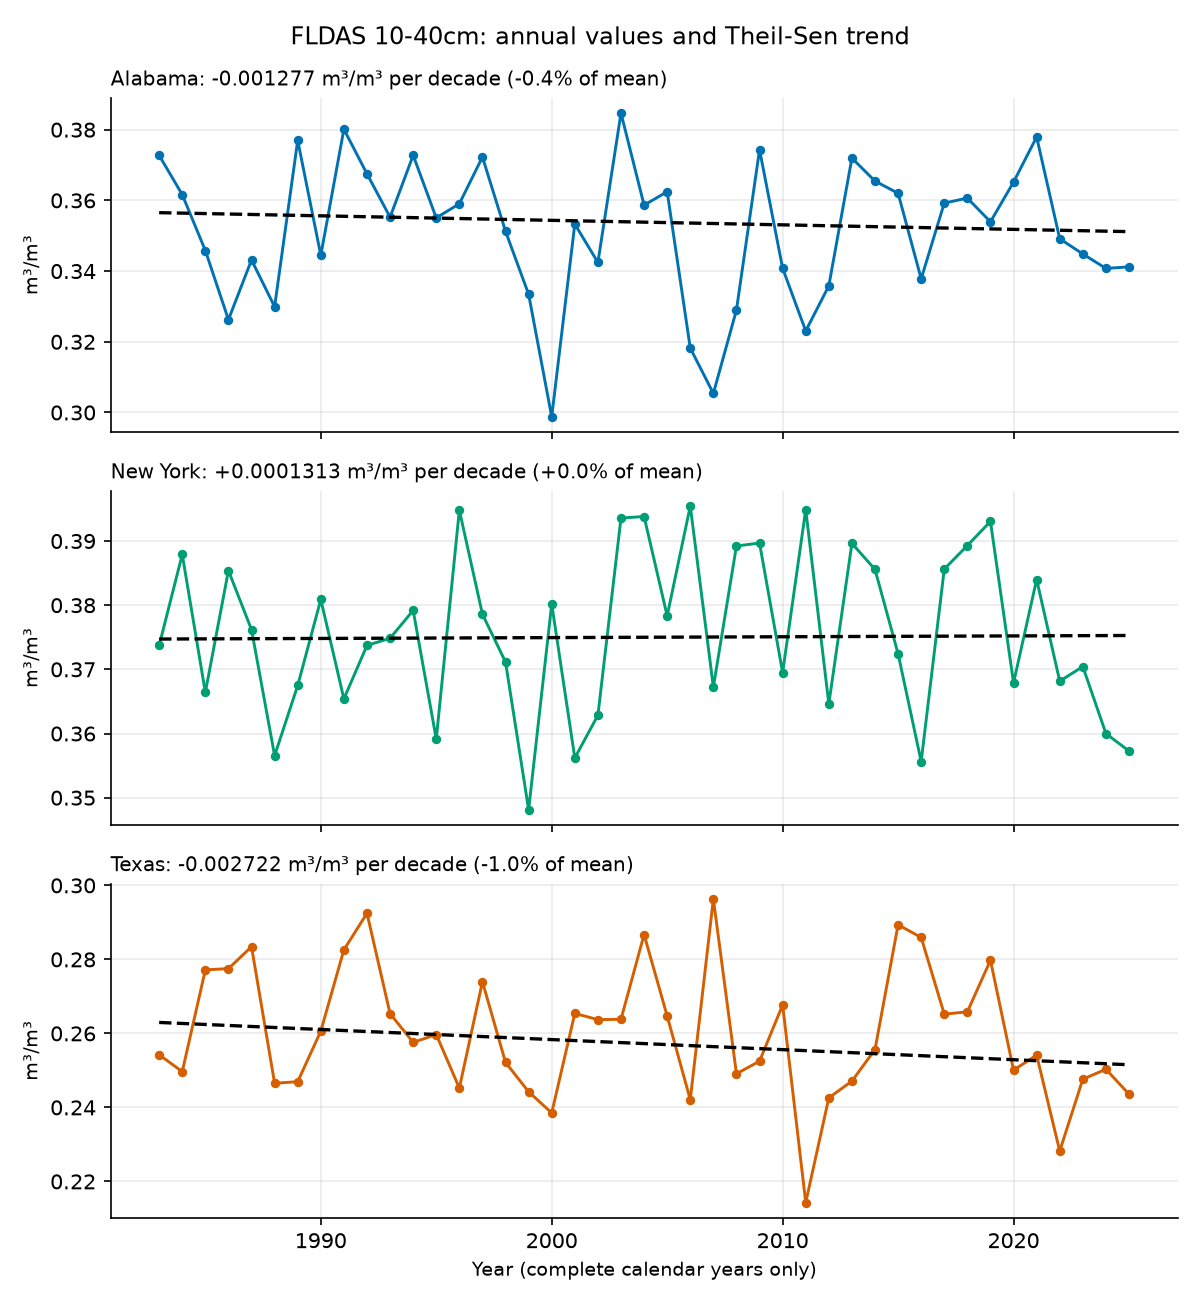 FLDAS 10-40cm: annual values and Theil-Sen trend
Alabama: -0.001277 m³/m³ per decade (-0.4% of mean)
0.38
0.36
0.34
0.32
0.30
m³/m³
New York: +0.0001313 m³/m³ per decade (+0.0% of mean)
0.39
0.38
0.37
0.36
0.35
m³/m³
Texas: -0.002722 m³/m³ per decade (-1.0% of mean)
0.30
0.28
0.26
0.24
0.22
m³/m³
1990 2000 2010 2020
Year (complete calendar years only)